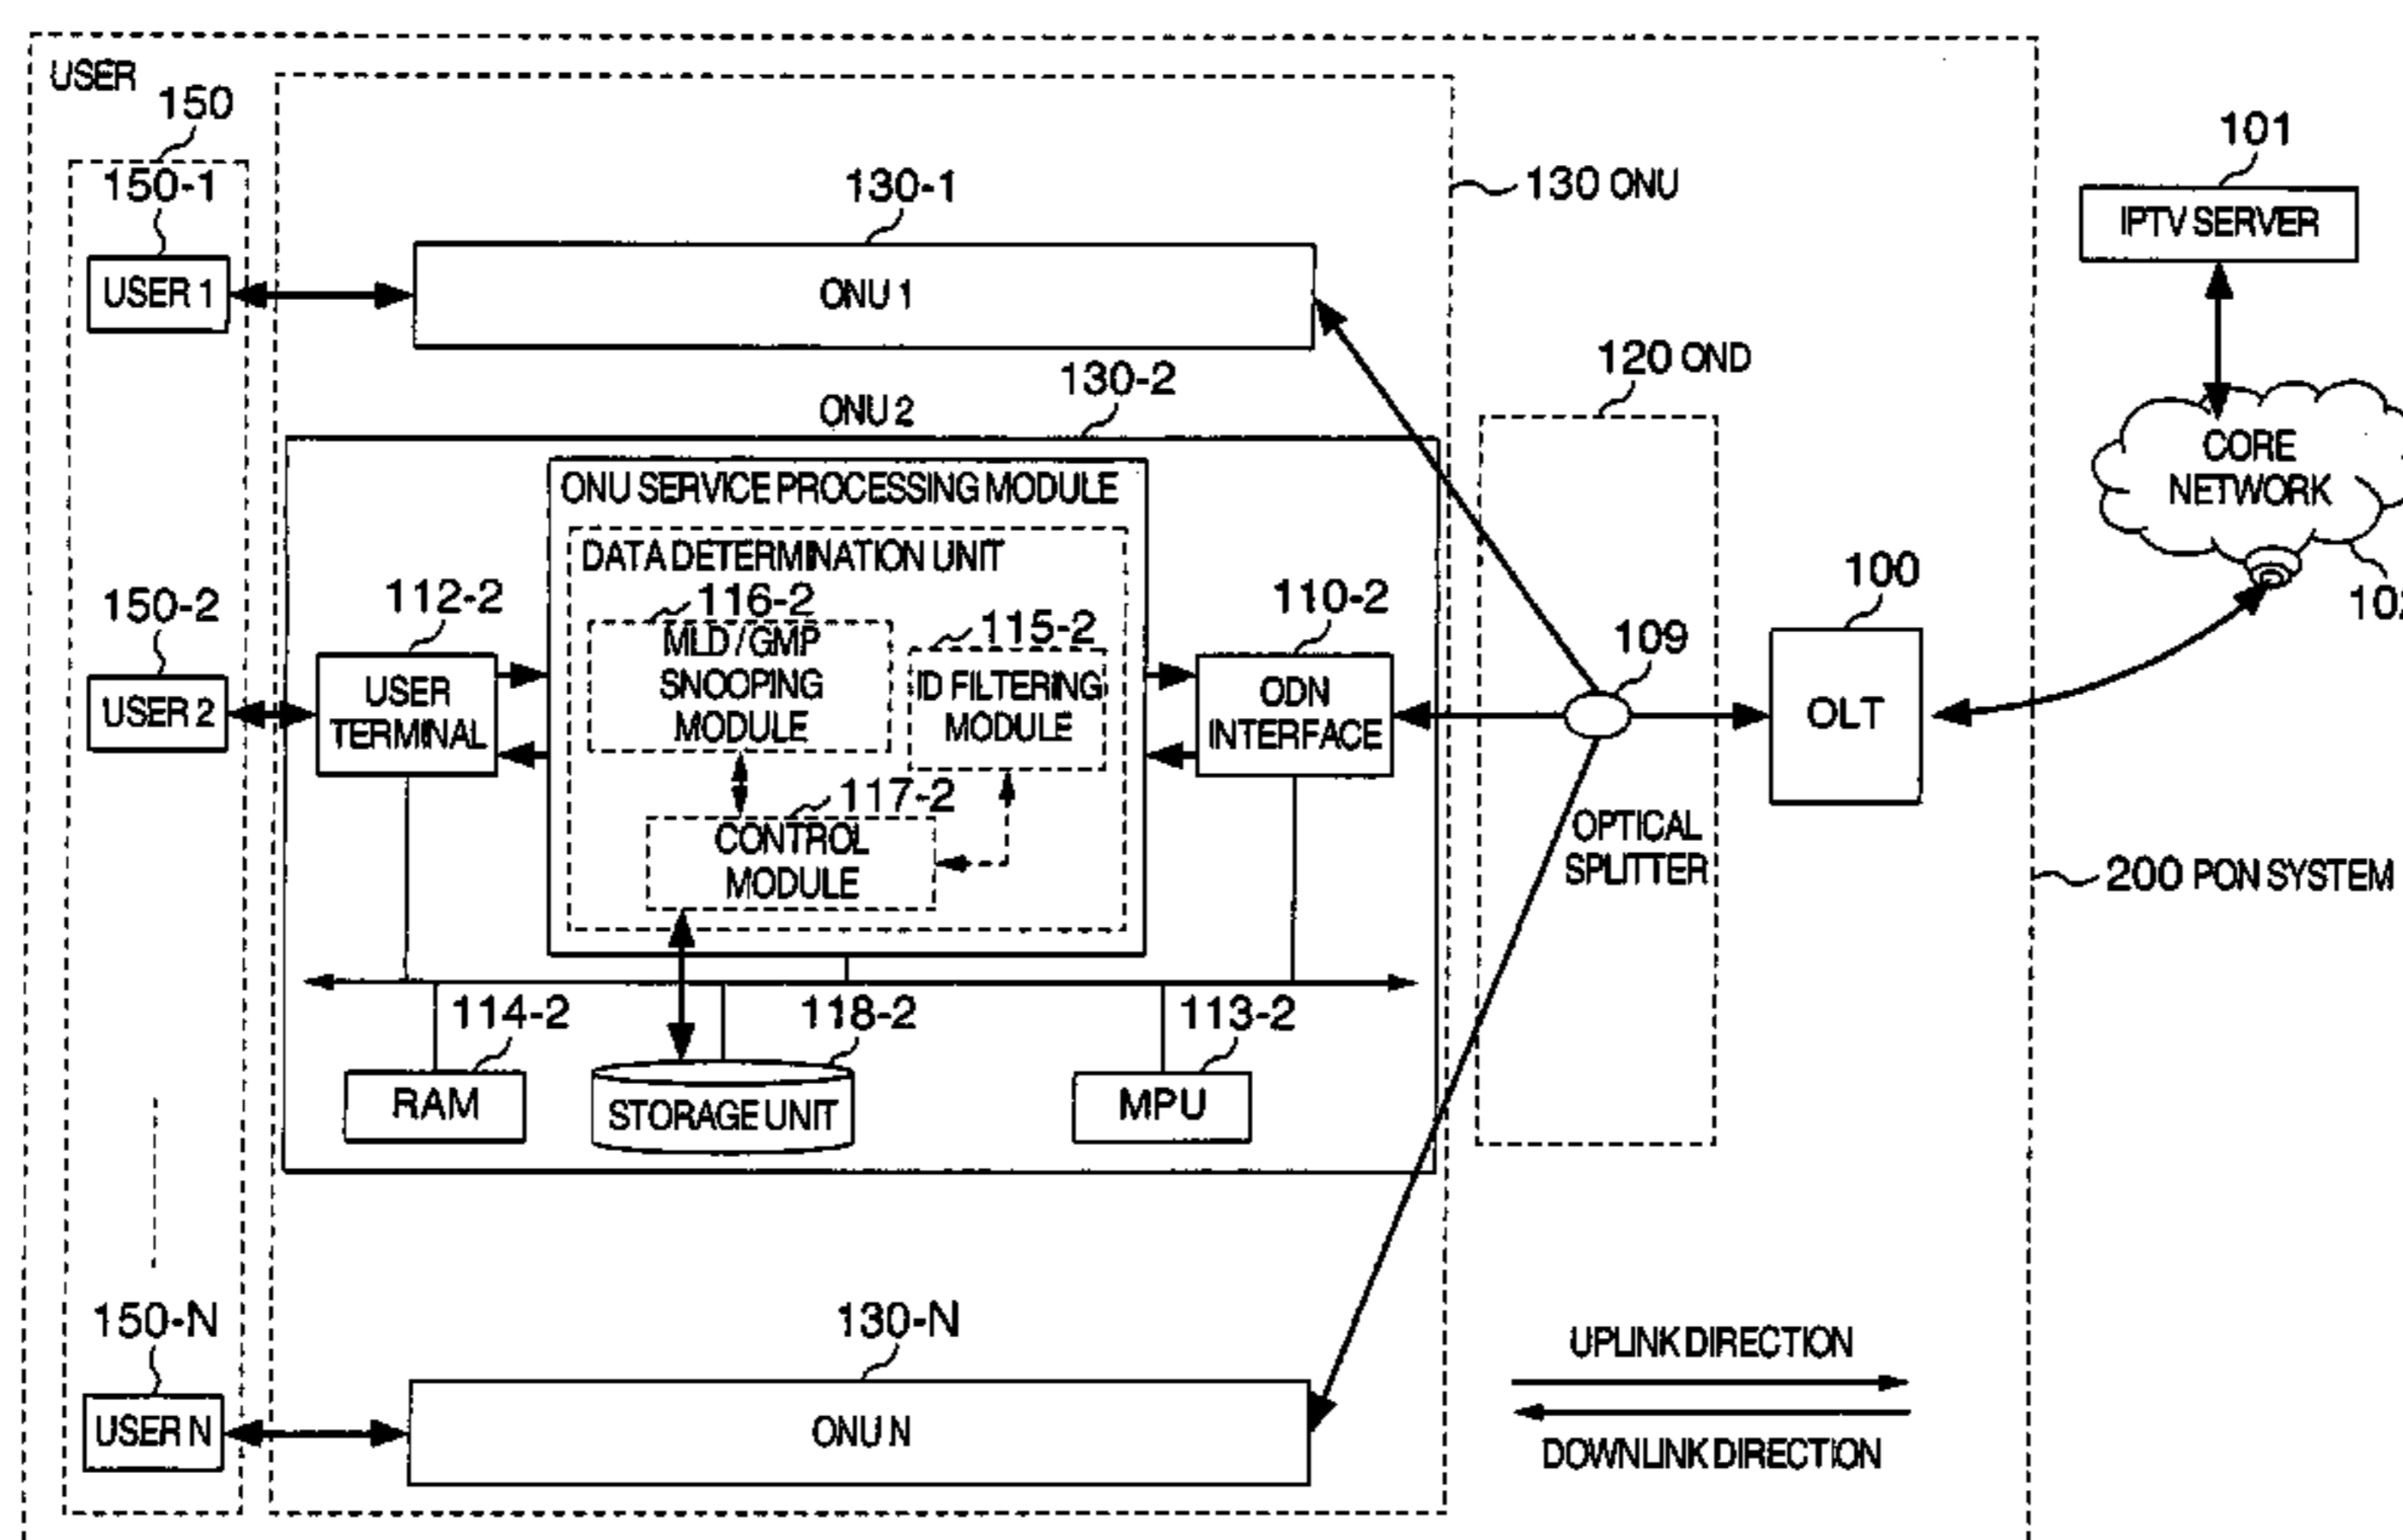 USER
150
150-1
USER 1
130-1
ONU 1
130 ONU
101
IPTV SERVER
120 OND
CORE
NETWORK
ONU 2
130-2
ONU SERVICE PROCESSING MODULE
DATA DETERMINATION UNIT
150-2
USER 2
112-2
USER
TERMINAL
116-2
MLD/GMP
SNOOPING
MODULE
115-2
ID FILTERING
MODULE
110-2
ODN
INTERFACE
109
100
OLT
117-2
CONTROL
MODULE
OPTICAL
SPLITTER
200 PON SYSTEM
114-2
RAM
118-2
STORAGE UNIT
113-2
MPU
150-N
USER N
130-N
ONU N
UPLINK DIRECTION
DOWNLINK DIRECTION